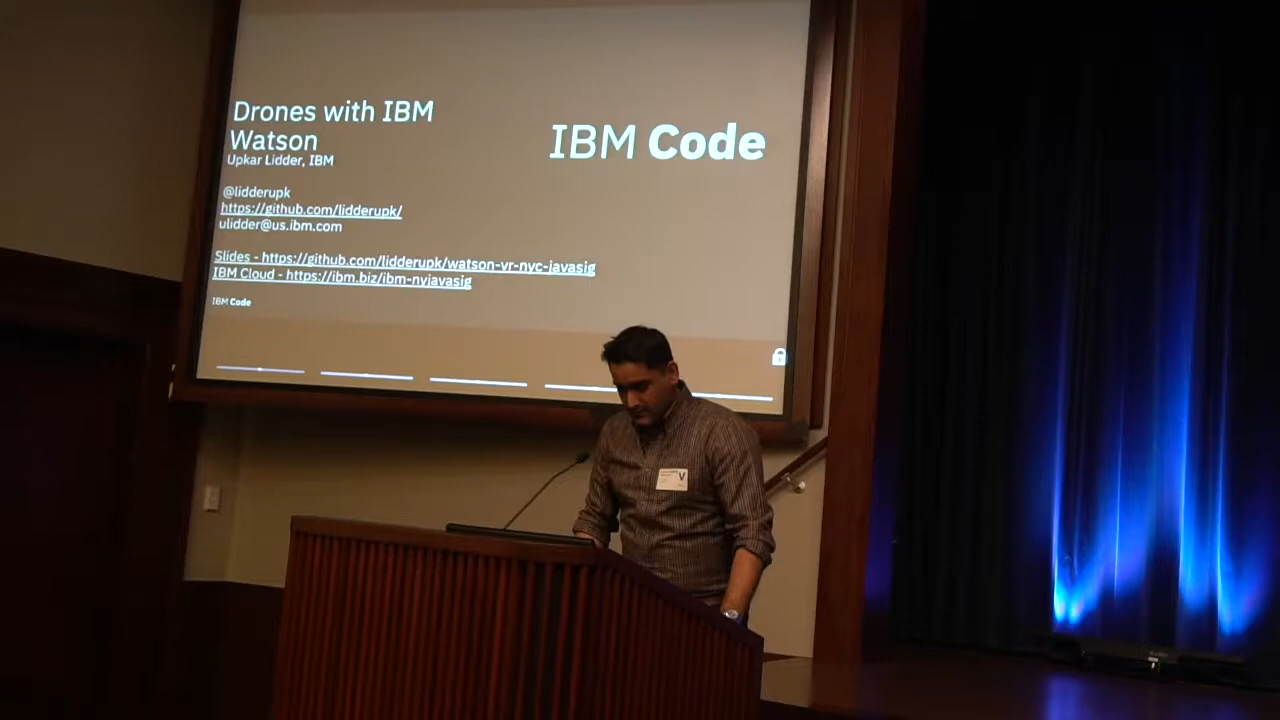 Drones with IBM
Watson
Upkar Lidder, IBM
@lidderupk
https://github.com/lidderupk/
ulidder@us.ibm.com
Slides - https://github.com/lidderupk/watson-vr-nyc-javasig
IBM Cloud - https://ibm.biz/ibm-nyjavasig
IBM Code
IBM Code
V